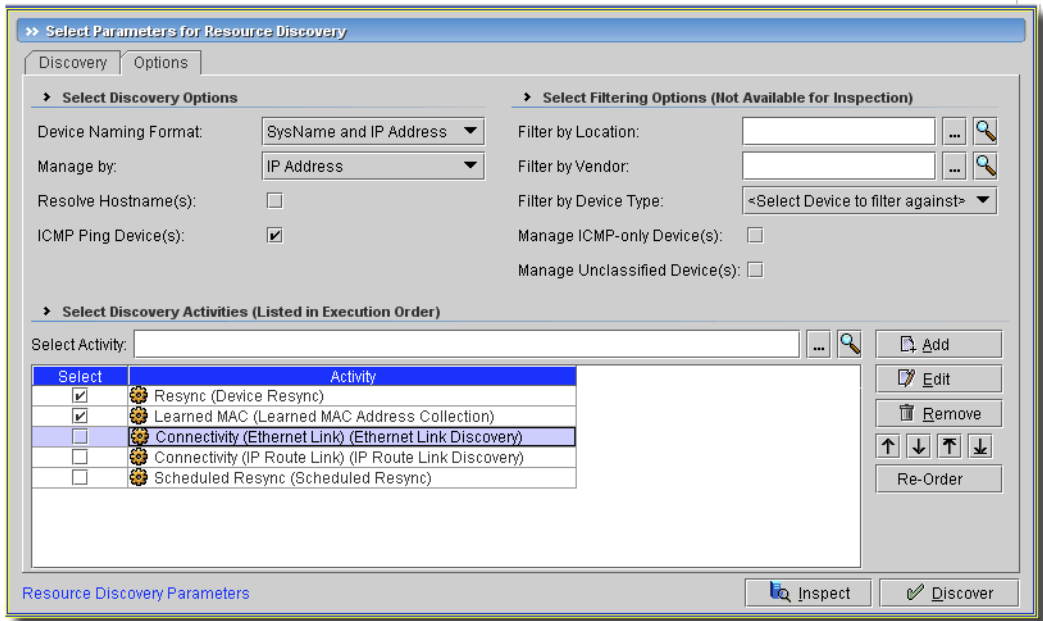 >> Select Parameters for Resource Discovery
Discovery Options
Select Discovery Options
Device Naming Format: SysName and IP Address
Manage by: IP Address
Resolve Hostname(s):
ICMP Ping Device(s):
Select Filtering Options (Not Available for Inspection)
Filter by Location: ...
Filter by Vendor: ...
Filter by Device Type: <Select Device to filter against>
Manage ICMP-only Device(s):
Manage Unclassified Device(s):
Select Discovery Activities (Listed in Execution Order)
Select Activity: ... Add
Select Activity
Resync (Device Resync)
Learned MAC (Learned MAC Address Collection)
Connectivity (Ethernet Link) (Ethernet Link Discovery)
Connectivity (IP Route Link) (IP Route Link Discovery)
Scheduled Resync (Scheduled Resync)
Edit
Remove
Re-Order
Resource Discovery Parameters
Inspect Discover